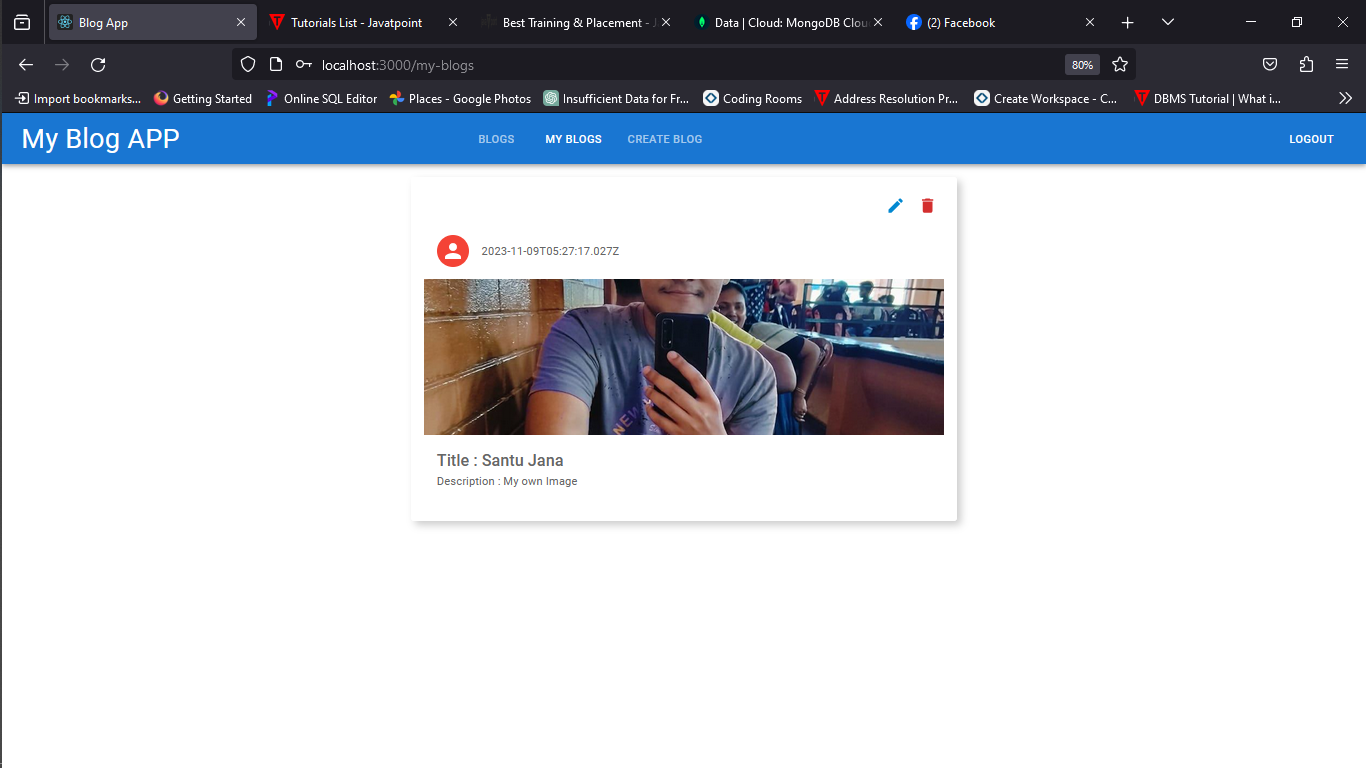 Blog App
Tutorials List - Javatpoint
Best Training & Placement - J
Data | Cloud: MongoDB Clou
(2) Facebook
localhost:3000/my-blogs
80%
Import bookmarks...
Getting Started
Online SQL Editor
Places - Google Photos
Insufficient Data for Fr...
Coding Rooms
Address Resolution Pr...
Create Workspace - C...
DBMS Tutorial | What i...
My Blog APP
BLOGS
MY BLOGS
CREATE BLOG
LOGOUT
2023-11-09T05:27:17.027Z
NEW
Title : Santu Jana
Description : My own Image